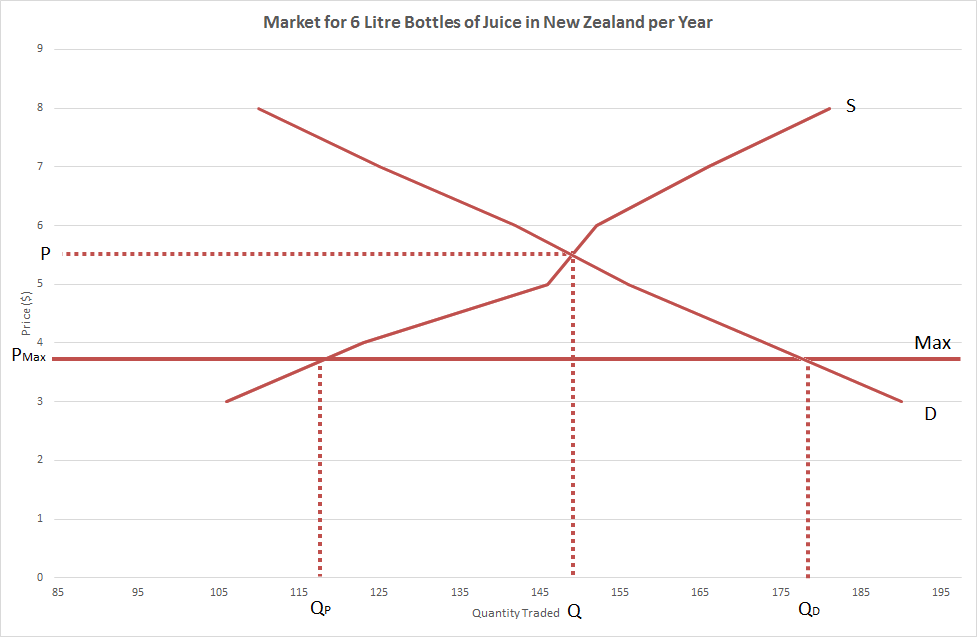 Market for 6 Litre Bottles of Juice in New Zealand per Year
9
8
S
7
6
P
5
Price ($)
4
Max
PMax
3
D
2
1
0
85 95 105 115 125 135 145 155 165 175 185 195
QP
Quantity Traded
Q
QD